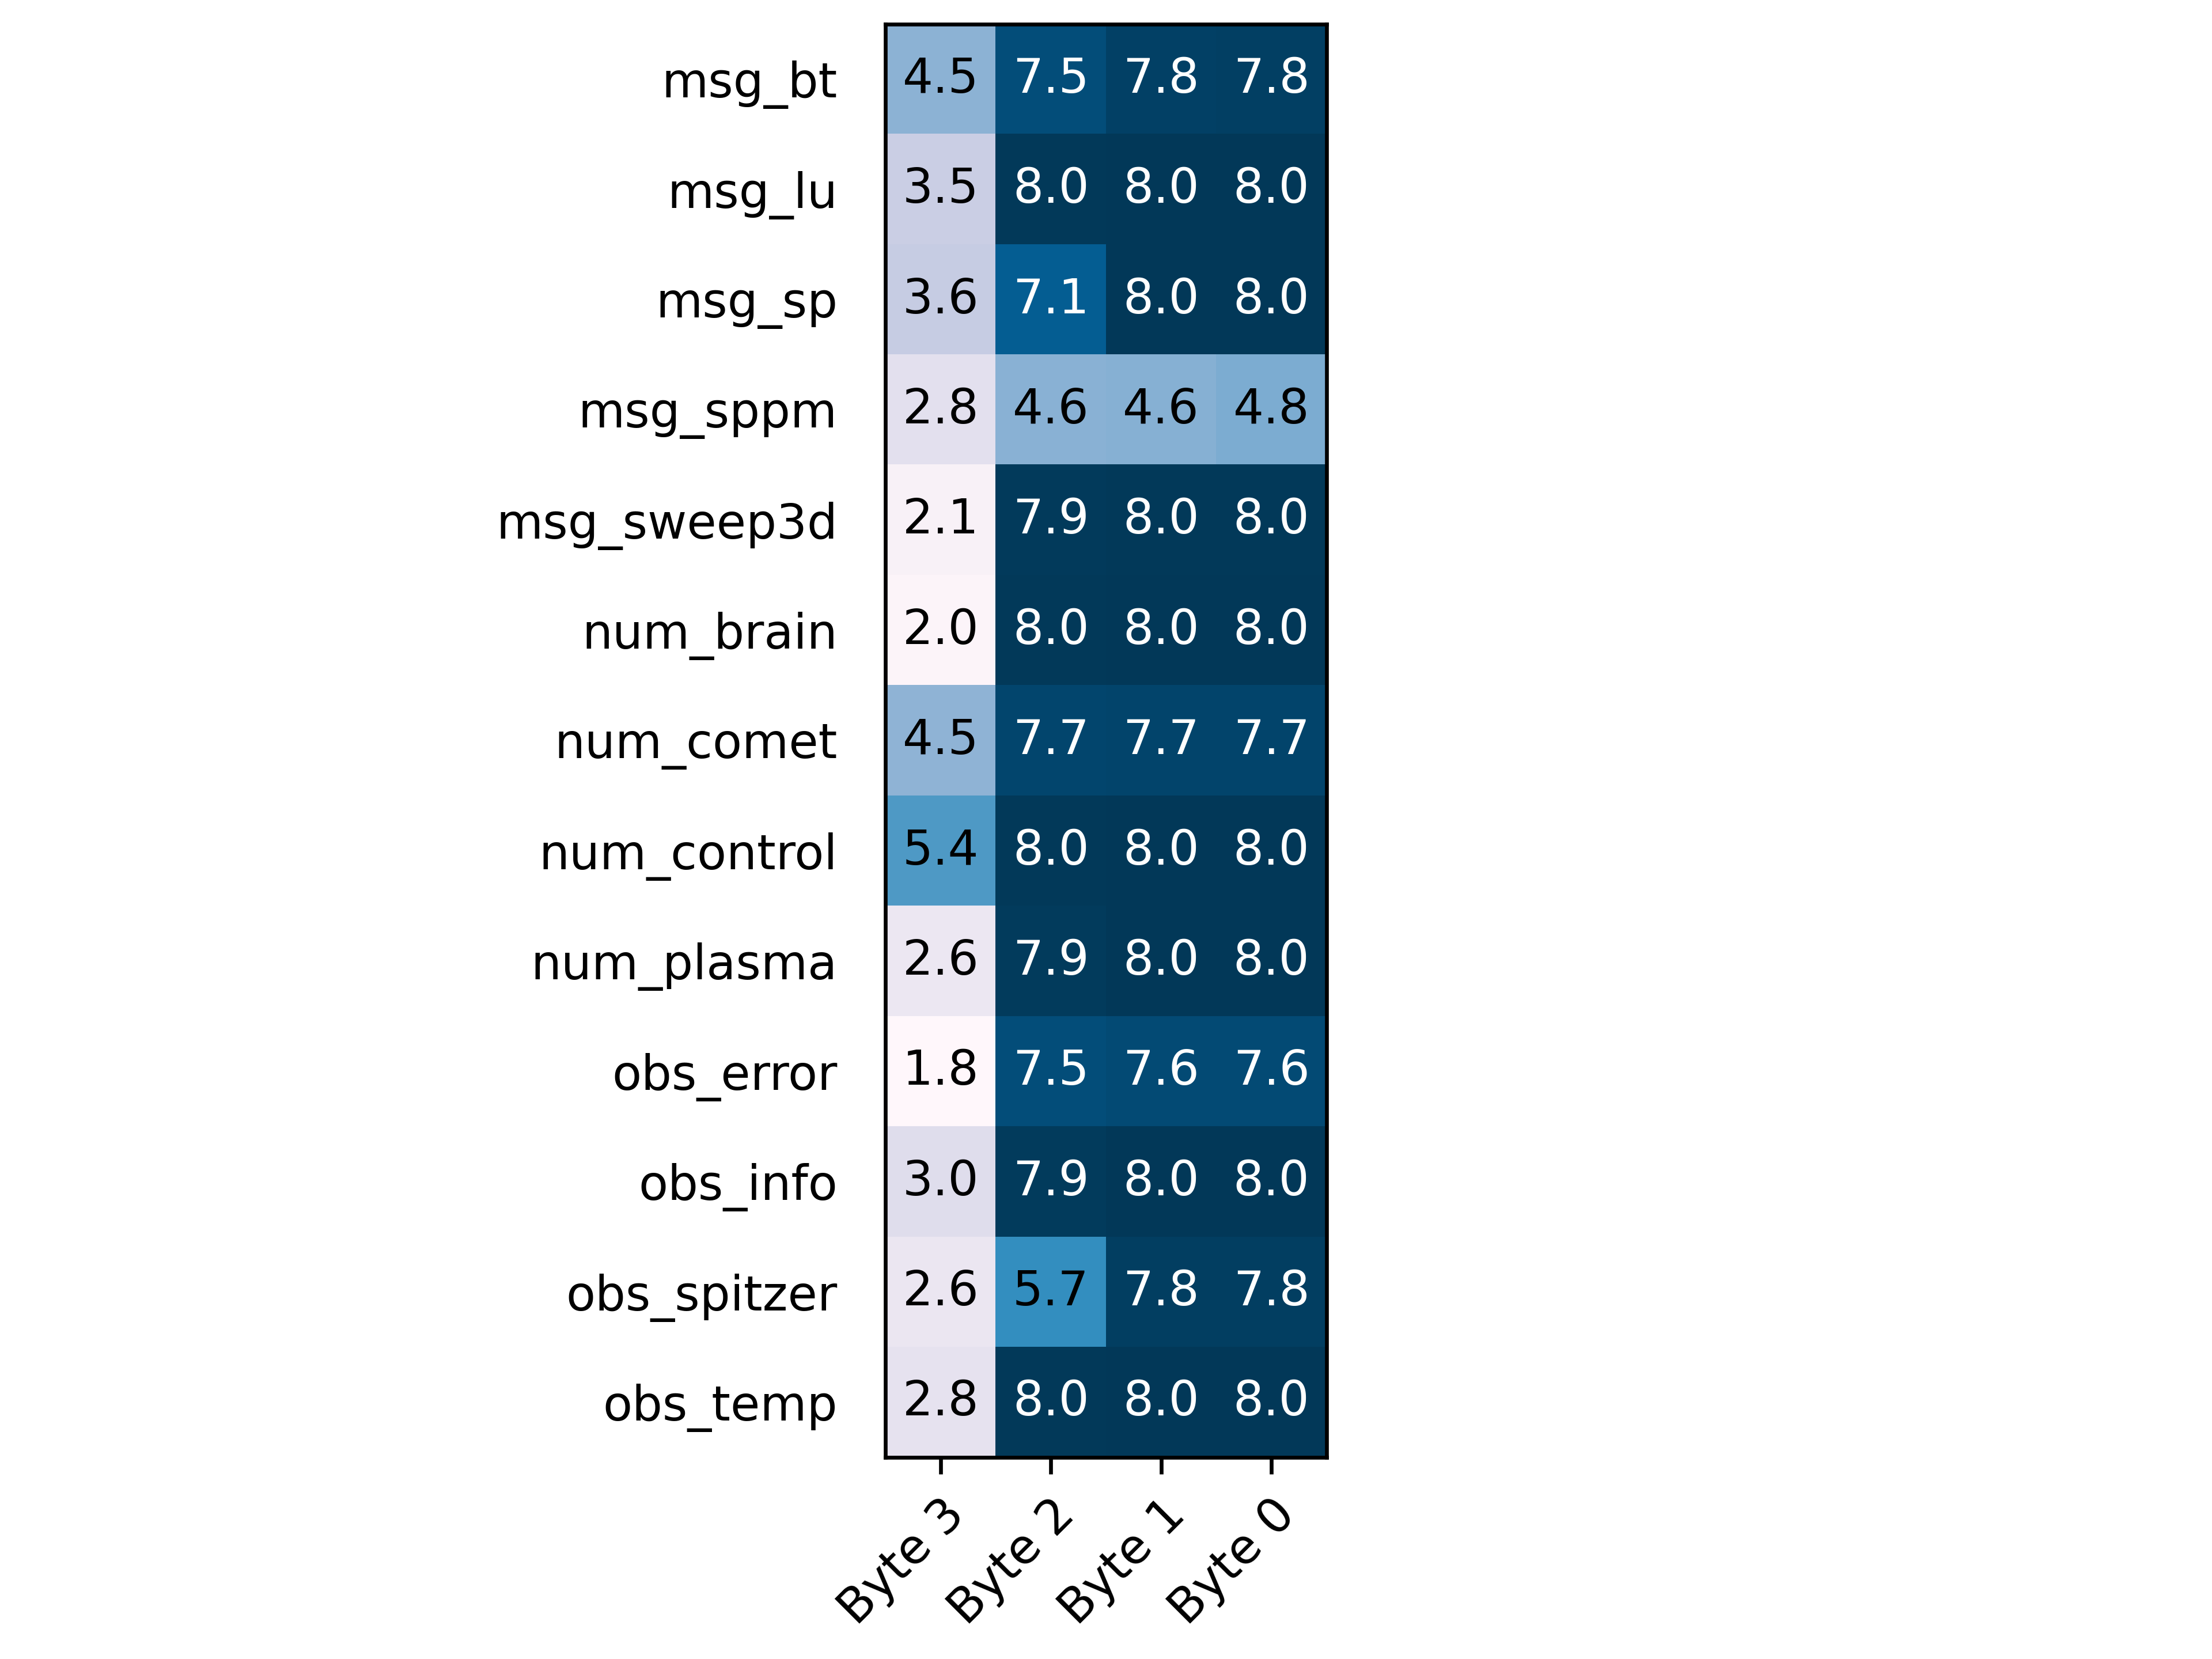 msg_bt 4.5 7.5 7.8 7.8
msg_lu 3.5 8.0 8.0 8.0
msg_sp 3.6 7.1 8.0 8.0
msg_sppm 2.8 4.6 4.6 4.8
msg_sweep3d 2.1 7.9 8.0 8.0
num_brain 2.0 8.0 8.0 8.0
num_comet 4.5 7.7 7.7 7.7
num_control 5.4 8.0 8.0 8.0
num_plasma 2.6 7.9 8.0 8.0
obs_error 1.8 7.5 7.6 7.6
obs_info 3.0 7.9 8.0 8.0
obs_spitzer 2.6 5.7 7.8 7.8
obs_temp 2.8 8.0 8.0 8.0
Byte 3 Byte 2 Byte 1 Byte 0